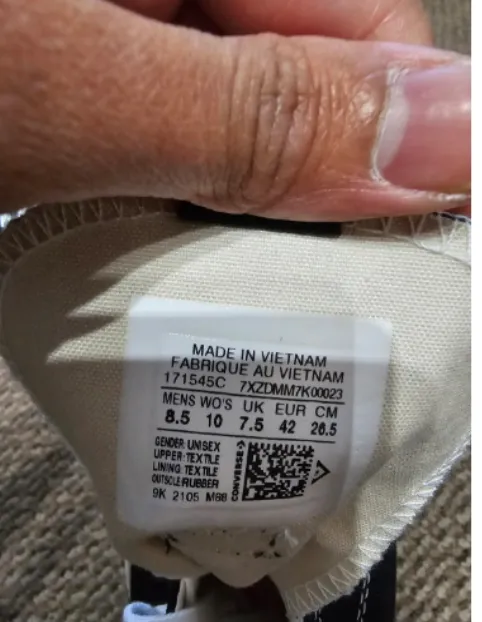 MADE IN VIETNAM
FABRIQUE AU VIETNAM
171545C 7XZDMM7K00023
MENS WO'S UK EUR CM
8.5 10 7.5 42 26.5
GENDER: UNISEX
UPPER: TEXTILE
LINING: TEXTILE
OUTSOLE: RUBBER
9K 2105 M8B
CONVERSE